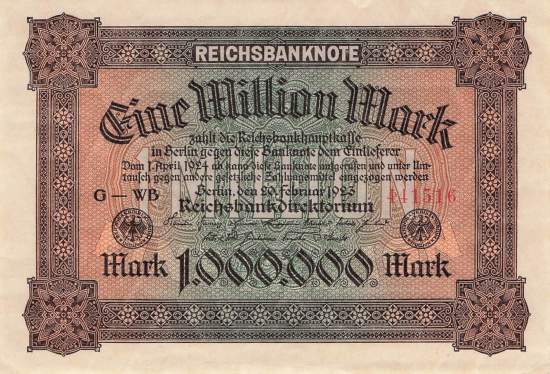 REICHSBANKNOTE
Eine Million Mark
zahlt die Reichsbankhauptkasse
in Berlin gegen diese Banknote dem Einlieferer
Vom 1. April 1924 ab kann diese Banknote aufgerufen und unter Um-
tausch gegen andere gesetzliche Zahlungsmittel eingezogen werden
Berlin, den 20. Februar 1923
G — WB Reichsbankdirektorium 441516
Mark 1.000.000 Mark